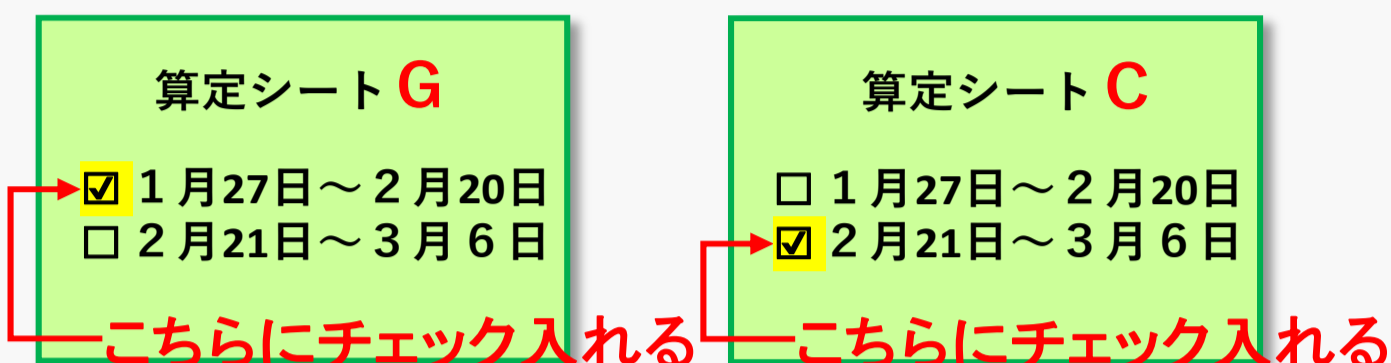 算定シートG
☑１月27日～２月20日
☐２月21日～３月６日
こちらにチェック入れる
算定シートC
☐１月27日～２月20日
☑２月21日～３月６日
こちらにチェック入れる